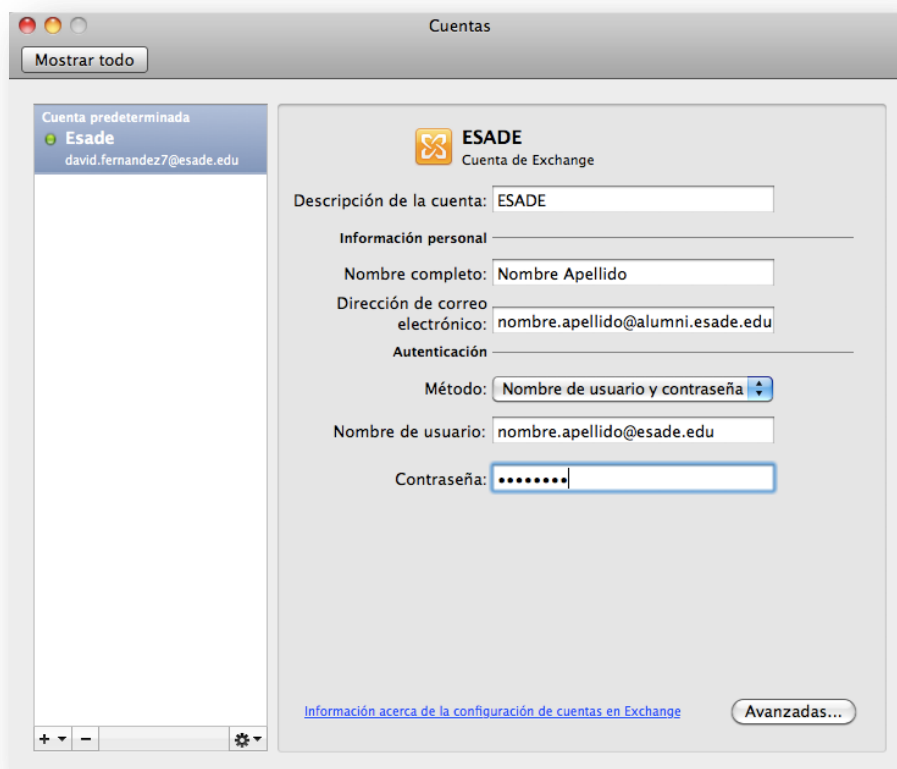 Cuentas
Mostrar todo
Cuenta predeterminada
Esade
david.fernandez7@esade.edu
ESADE
Cuenta de Exchange
Descripción de la cuenta: ESADE
Información personal
Nombre completo: Nombre Apellido
Dirección de correo
electrónico: nombre.apellido@alumni.esade.edu
Autenticación
Método: Nombre de usuario y contraseña
Nombre de usuario: nombre.apellido@esade.edu
Contraseña: ••••••••
Información acerca de la configuración de cuentas en Exchange
Avanzadas...